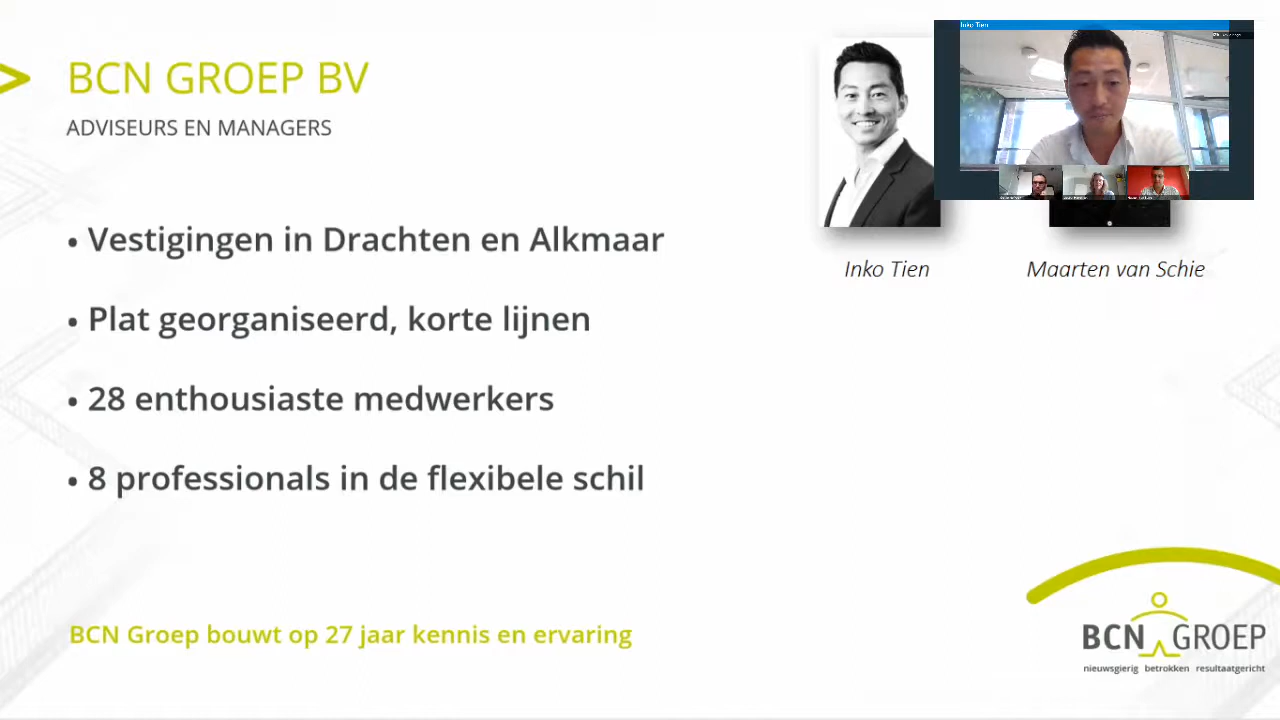 BCN GROEP BV
ADVISEURS EN MANAGERS
• Vestigingen in Drachten en Alkmaar
• Plat georganiseerd, korte lijnen
• 28 enthousiaste medwerkers
• 8 professionals in de flexibele schil
BCN Groep bouwt op 27 jaar kennis en ervaring
Inko Tien
Inko Tien
Maarten van Schie
BCN GROEP
nieuwsgierig betrokken resultaatgericht